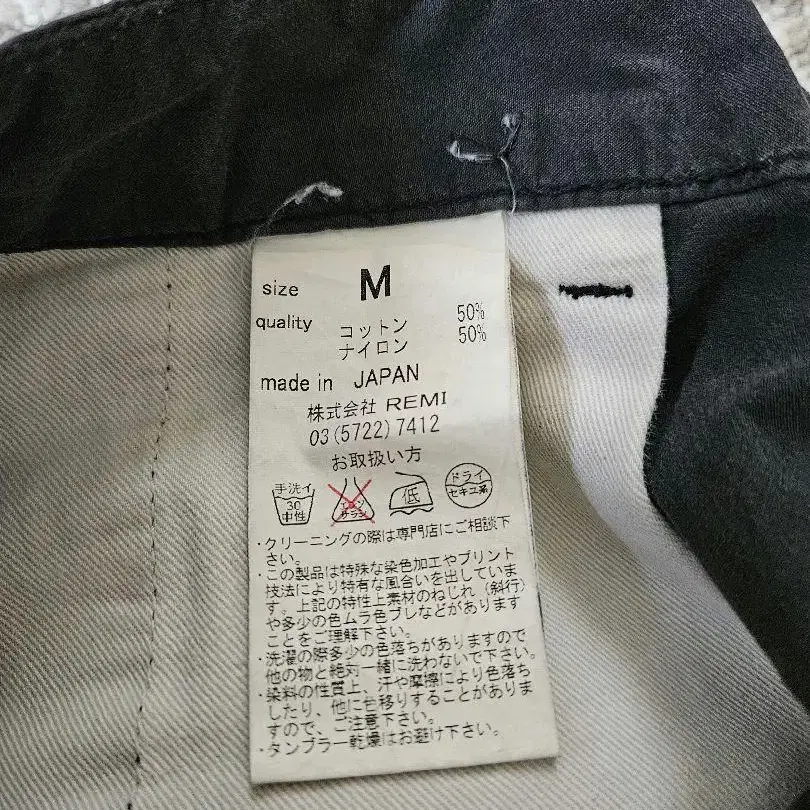 size M
quality コットン 50%
ナイロン 50%
made in JAPAN
株式会社 REMI
03(5722)7412
お取扱い方
手洗イ 30 中性
エンソサラシ
低
ドライ セキユ系
・クリーニングの際は専門店にご相談下
さい。
・この製品は特殊な染色加工やプリント
技法により特有な風合いを出していま
す。上記の特性上素材のねじれ（斜行）
や多少の色ムラ色ブレなどがあります
ことをご理解下さい。
・洗濯の際多少の色落ちがありますので
他の物と絶対一緒に洗わないで下さい。
・染料の性質上、汗や摩擦により色落ち
したり、他に色移りすることがありま
すので、ご注意下さい。
・タンブラー乾燥はお避け下さい。